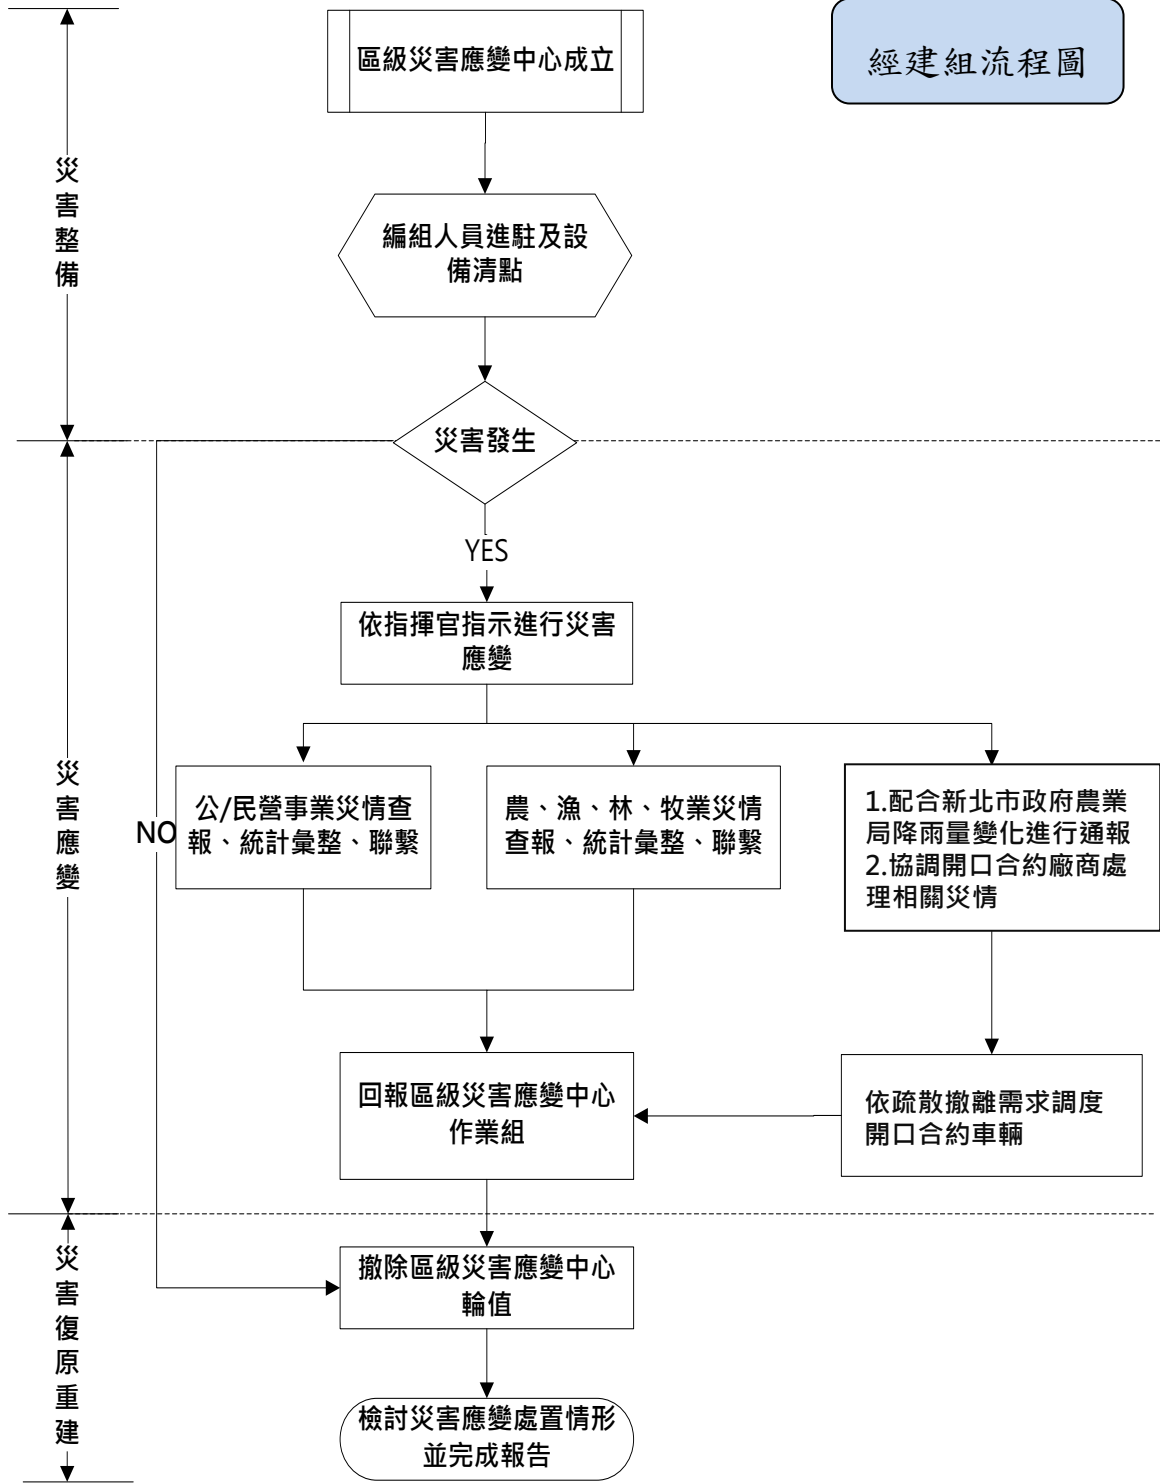 經建組流程圖
區級災害應變中心成立
災害整備
編組人員進駐及設
備清點
災害發生
YES
依指揮官指示進行災害
應變
災害應變
NO
公/民營事業災情查
報、統計彙整、聯繫
農、漁、林、牧業災情
查報、統計彙整、聯繫
1.配合新北市政府農業
局降雨量變化進行通報
2.協調開口合約廠商處
理相關災情
回報區級災害應變中心
作業組
依疏散撤離需求調度
開口合約車輛
災害復原重建
撤除區級災害應變中心
輪值
檢討災害應變處置情形
並完成報告